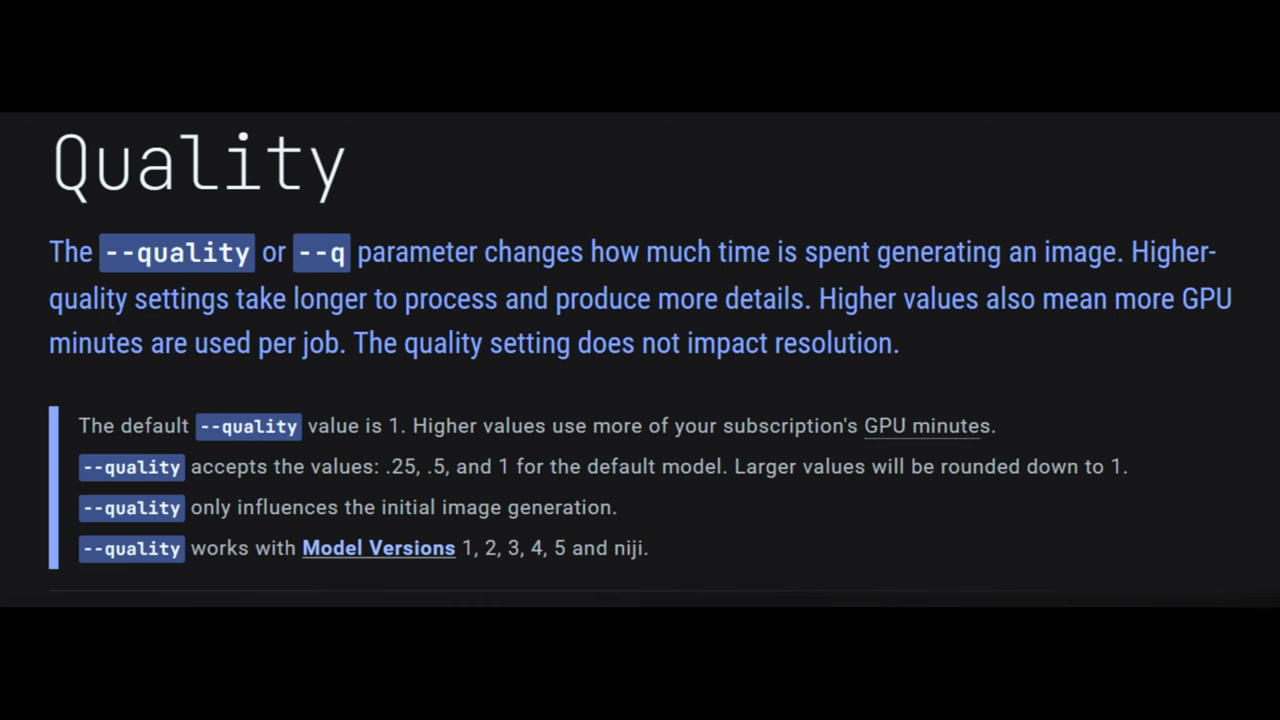 Quality
The --quality or --q parameter changes how much time is spent generating an image. Higher-
quality settings take longer to process and produce more details. Higher values also mean more GPU
minutes are used per job. The quality setting does not impact resolution.
The default --quality value is 1. Higher values use more of your subscription's GPU minutes.
--quality accepts the values: .25, .5, and 1 for the default model. Larger values will be rounded down to 1.
--quality only influences the initial image generation.
--quality works with Model Versions 1, 2, 3, 4, 5 and niji.